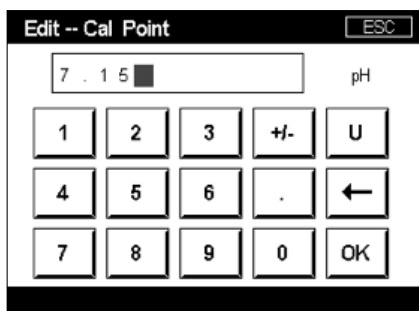 Edit -- Cal Point ESC
7 . 1 5 pH
1 2 3 +/- U
4 5 6 . ←
7 8 9 0 OK